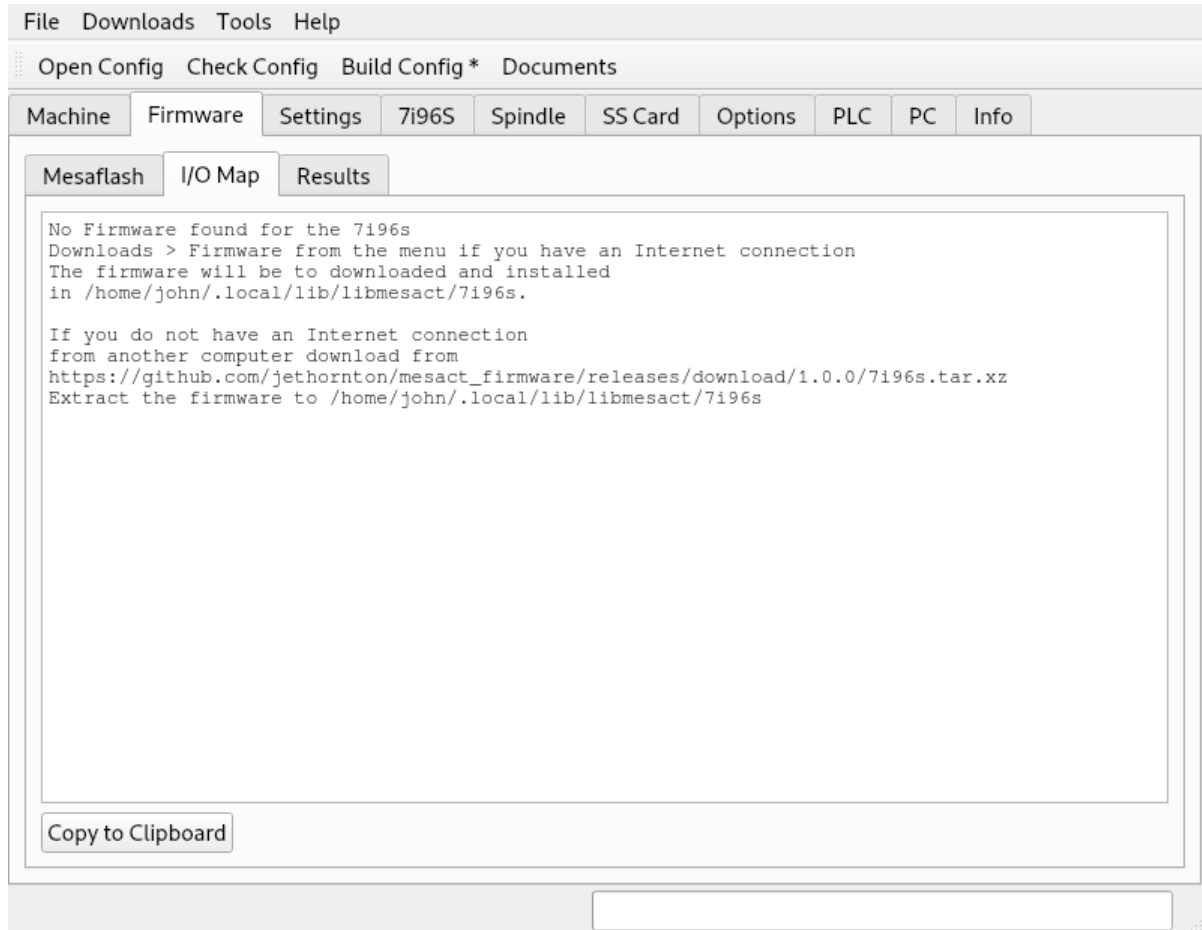 File Downloads Tools Help
Open Config Check Config Build Config * Documents
Machine Firmware Settings 7i96S Spindle SS Card Options PLC PC Info
Mesaflash I/O Map Results
No Firmware found for the 7i96s
Downloads > Firmware from the menu if you have an Internet connection
The firmware will be to downloaded and installed
in /home/john/.local/lib/libmesact/7i96s.
If you do not have an Internet connection
from another computer download from
https://github.com/jethornton/mesact_firmware/releases/download/1.0.0/7i96s.tar.xz
Extract the firmware to /home/john/.local/lib/libmesact/7i96s
Copy to Clipboard